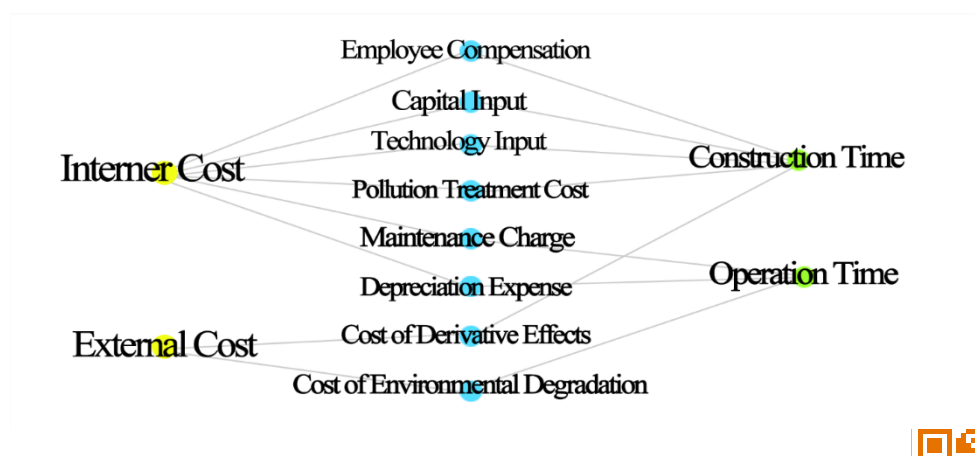 Employee Compensation
Capital Input
Technology Input
Interner Cost
Construction Time
Pollution Treatment Cost
Maintenance Charge
Operation Time
Depreciation Expense
Cost of Derivative Effects
External Cost
Cost of Environmental Degradation